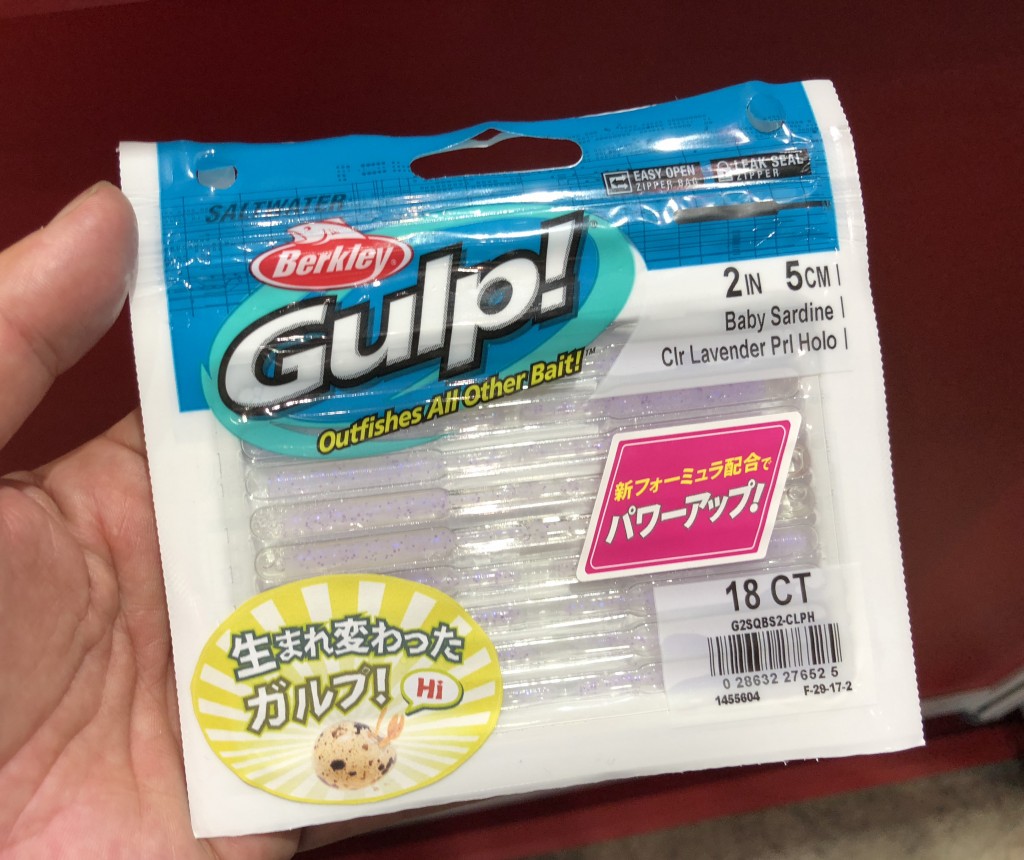 EASY OPEN
ZIPPER BAG
LEAK SEAL
ZIPPER
SALTWATER
Berkley
Gulp!
Outfishes All Other Bait!™
2IN 5CM
Baby Sardine
Clr Lavender Prl Holo
新フォーミュラ配合で
パワーアップ!
18 CT
G2SQBS2-CLPH
0 28632 27652 5
1455604 F-29-17-2
生まれ変わった
ガルプ!
Hi